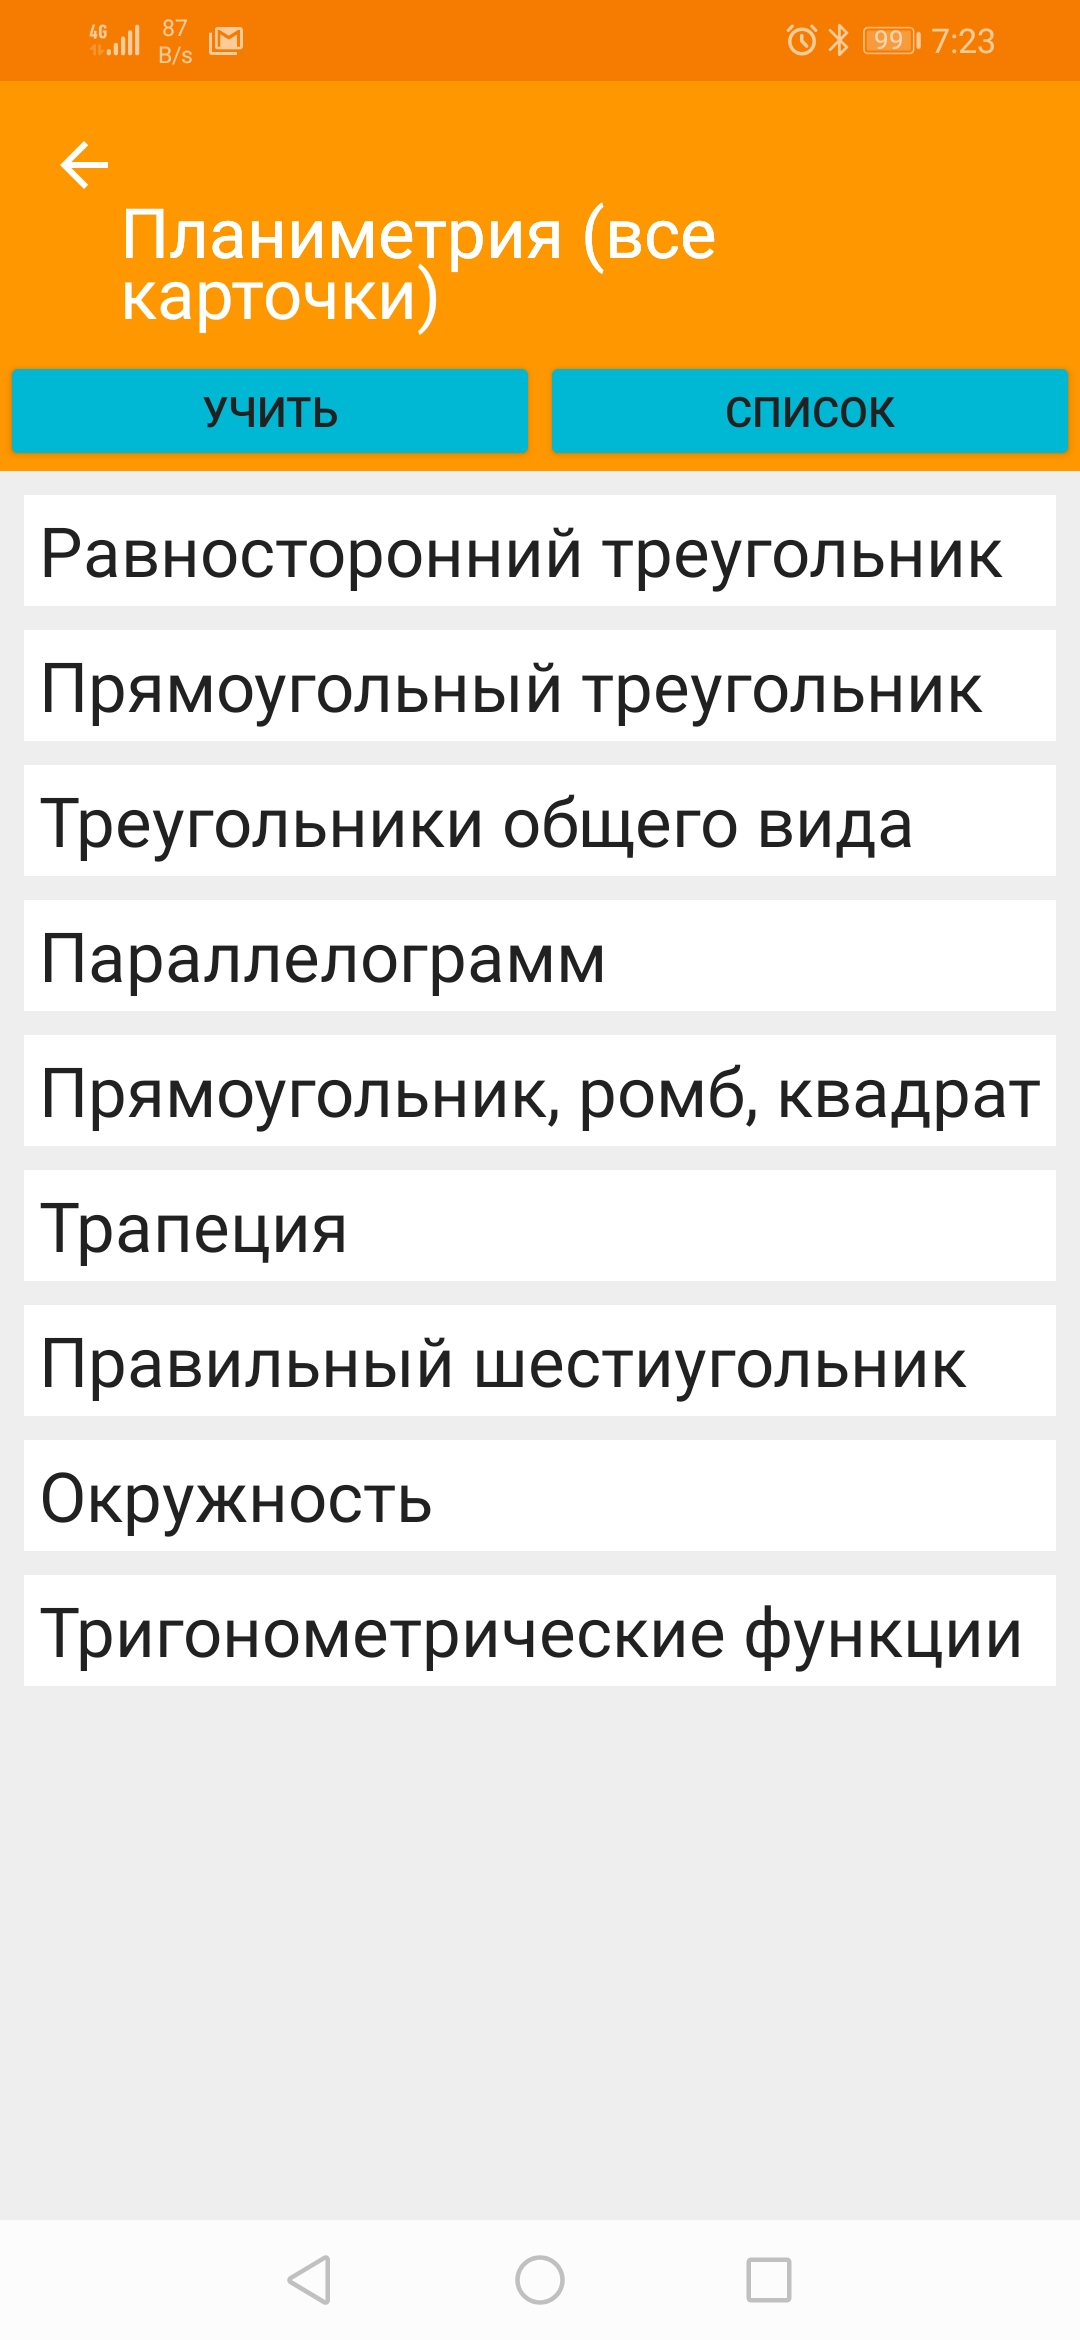 4G 87 B/s 99 7:23
Планиметрия (все
карточки)
УЧИТЬ СПИСОК
Равносторонний треугольник
Прямоугольный треугольник
Треугольники общего вида
Параллелограмм
Прямоугольник, ромб, квадрат
Трапеция
Правильный шестиугольник
Окружность
Тригонометрические функции